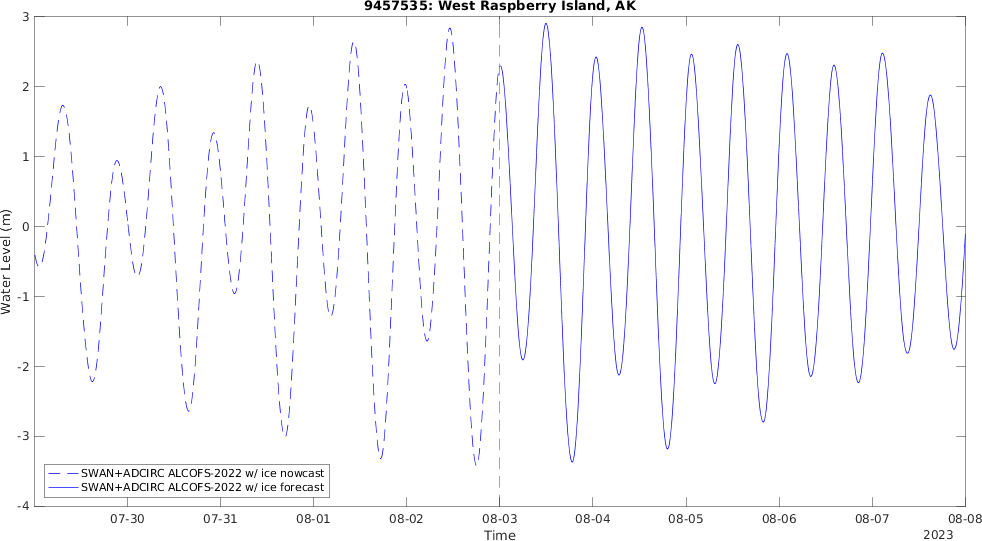 9457535: West Raspberry Island, AK
3
2
1
0
-1
-2
-3
-4
Water Level (m)
SWAN+ADCIRC ALCOFS-2022 w/ ice nowcast
SWAN+ADCIRC ALCOFS-2022 w/ ice forecast
07-30 07-31 08-01 08-02 08-03 08-04 08-05 08-06 08-07 08-08
Time
2023